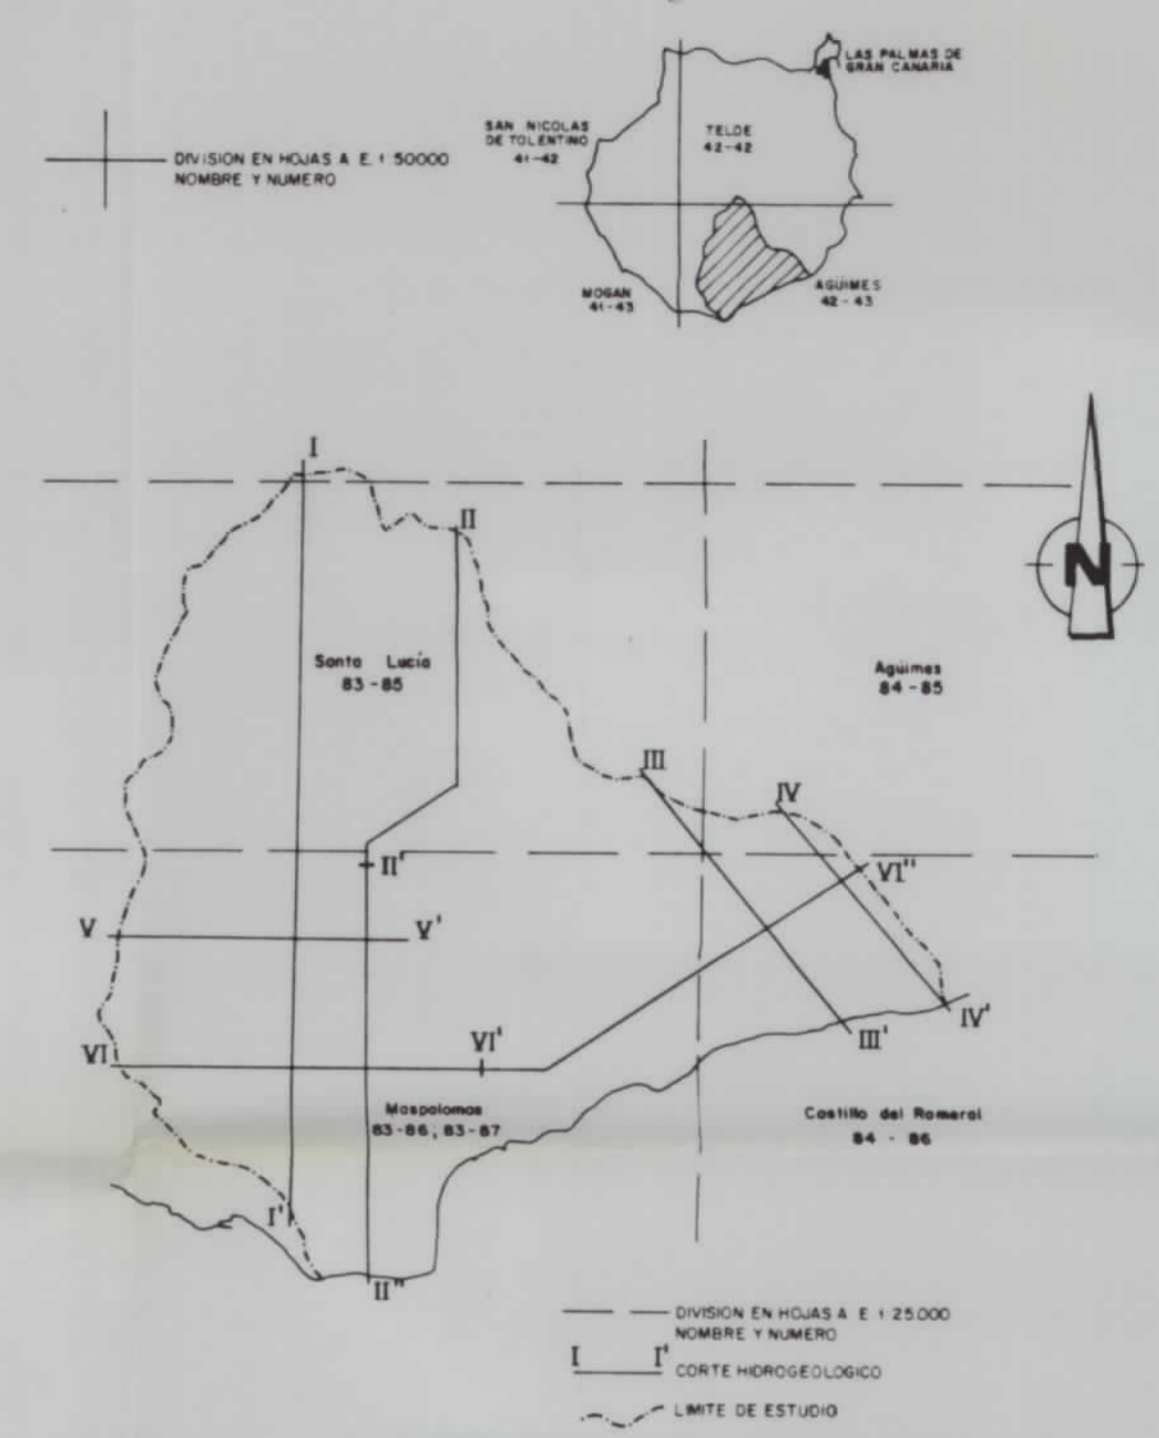 LAS PALMAS DE
GRAN CANARIA
SAN NICOLAS
DE TOLENTINO
41-42
TELDE
42-42
DIVISION EN HOJAS A E. 1:50000
NOMBRE Y NUMERO
MOGAN
41-43
AGÜIMES
42-43
I
II
N
Santa Lucía
83-85
Agüimes
84-85
III
IV
II'
VI"
V
V'
VI
VI'
III'
IV'
Maspalomas
83-86, 83-87
Castillo del Romeral
84 - 86
I'
II"
DIVISION EN HOJAS A E 1:25.000
NOMBRE Y NUMERO
I I'
CORTE HIDROGEOLOGICO
LIMITE DE ESTUDIO